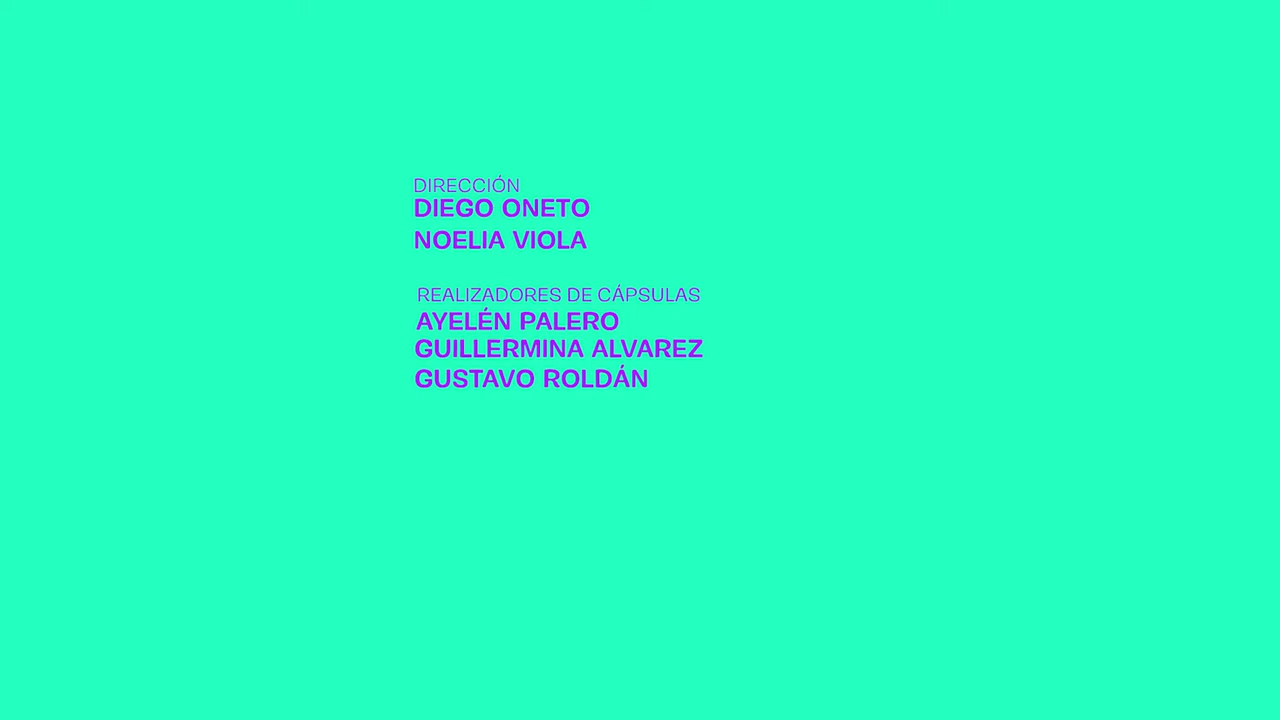 DIRECCIÓN
DIEGO ONETO
NOELIA VIOLA
REALIZADORES DE CÁPSULAS
AYELÉN PALERO
GUILLERMINA ALVAREZ
GUSTAVO ROLDÁN